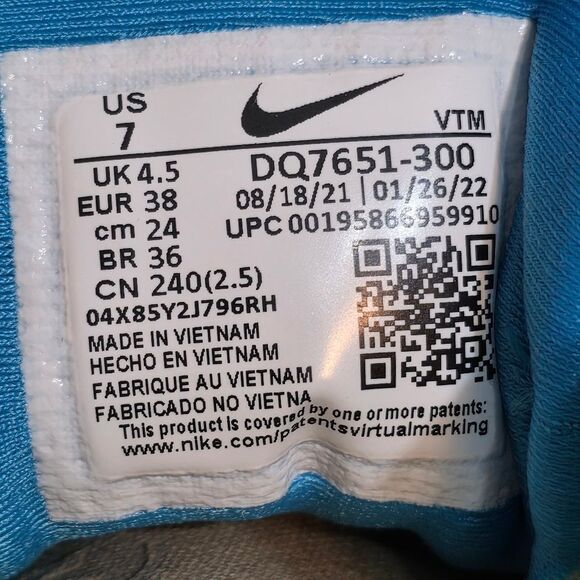 US
7
VTM
UK 4.5
DQ7651-300
EUR 38
08/18/21 | 01/26/22
cm 24
UPC 00195866959910
BR 36
CN 240(2.5)
04X85Y2J796RH
MADE IN VIETNAM
HECHO EN VIETNAM
FABRIQUE AU VIETNAM
FABRICADO NO VIETNA
This product is covered by one or more patents:
www.nike.com/patentsvirtualmarking